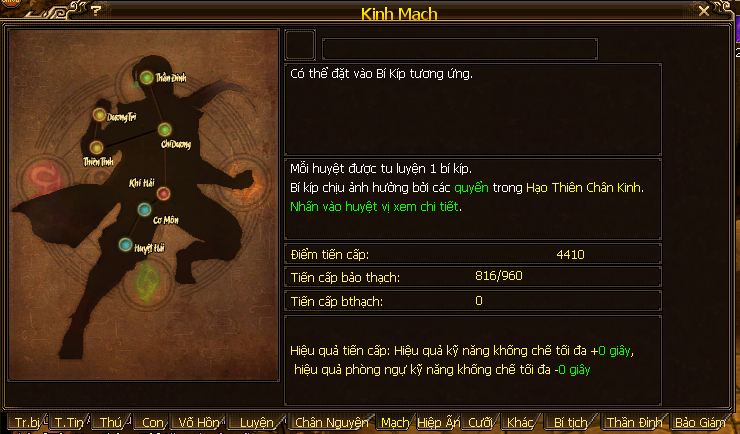 ?
Kinh Mạch
Thần Đình
Dương Trì
Chí Dương
Thiên Tỉnh
Khí Hải
Cơ Môn
Huyệt Hải
Có thể đặt vào Bí Kíp tương ứng.
Mỗi huyệt được tu luyện 1 bí kíp.
Bí kíp chịu ảnh hưởng bởi các quyển trong Hạo Thiên Chân Kinh.
Nhấn vào huyệt vị xem chi tiết.
Điểm tiến cấp: 4410
Tiến cấp bảo thạch: 816/960
Tiến cấp bthạch: 0
Hiệu quả tiến cấp: Hiệu quả kỹ năng khống chế tối đa +0 giây,
hiệu quả phòng ngự kỹ năng khống chế tối đa -0 giây
Tr.bị T.Tin Thú Con Võ Hồn Luyện Chân Nguyên Mạch Hiệp Ấn Cưỡi Khác Bí tịch Thần Đỉnh Bảo Giám